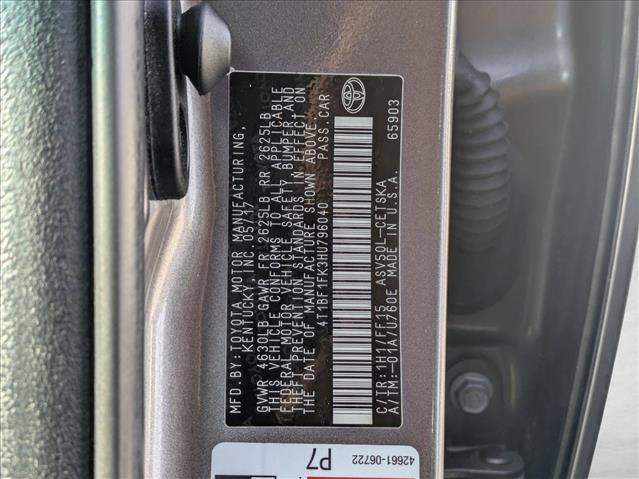 MFD. BY: TOYOTA MOTOR MANUFACTURING,
KENTUCKY, INC 05/17
GVWR 4630LB GAWR FR 2625LB RR 2625LB
THIS VEHICLE CONFORMS TO ALL APPLICABLE
FEDERAL MOTOR VEHICLE SAFETY, BUMPER AND
THEFT PREVENTION STANDARDS IN EFFECT ON
THE DATE OF MANUFACTURE SHOWN ABOVE.
4T1BF1FK3HU796040 PASS.CAR
C/TR: 1H1/FF15 ASV50L-CETSKA
A/TM: -01A/U760E MADE IN U.S.A. 65903
42661-06722
P7